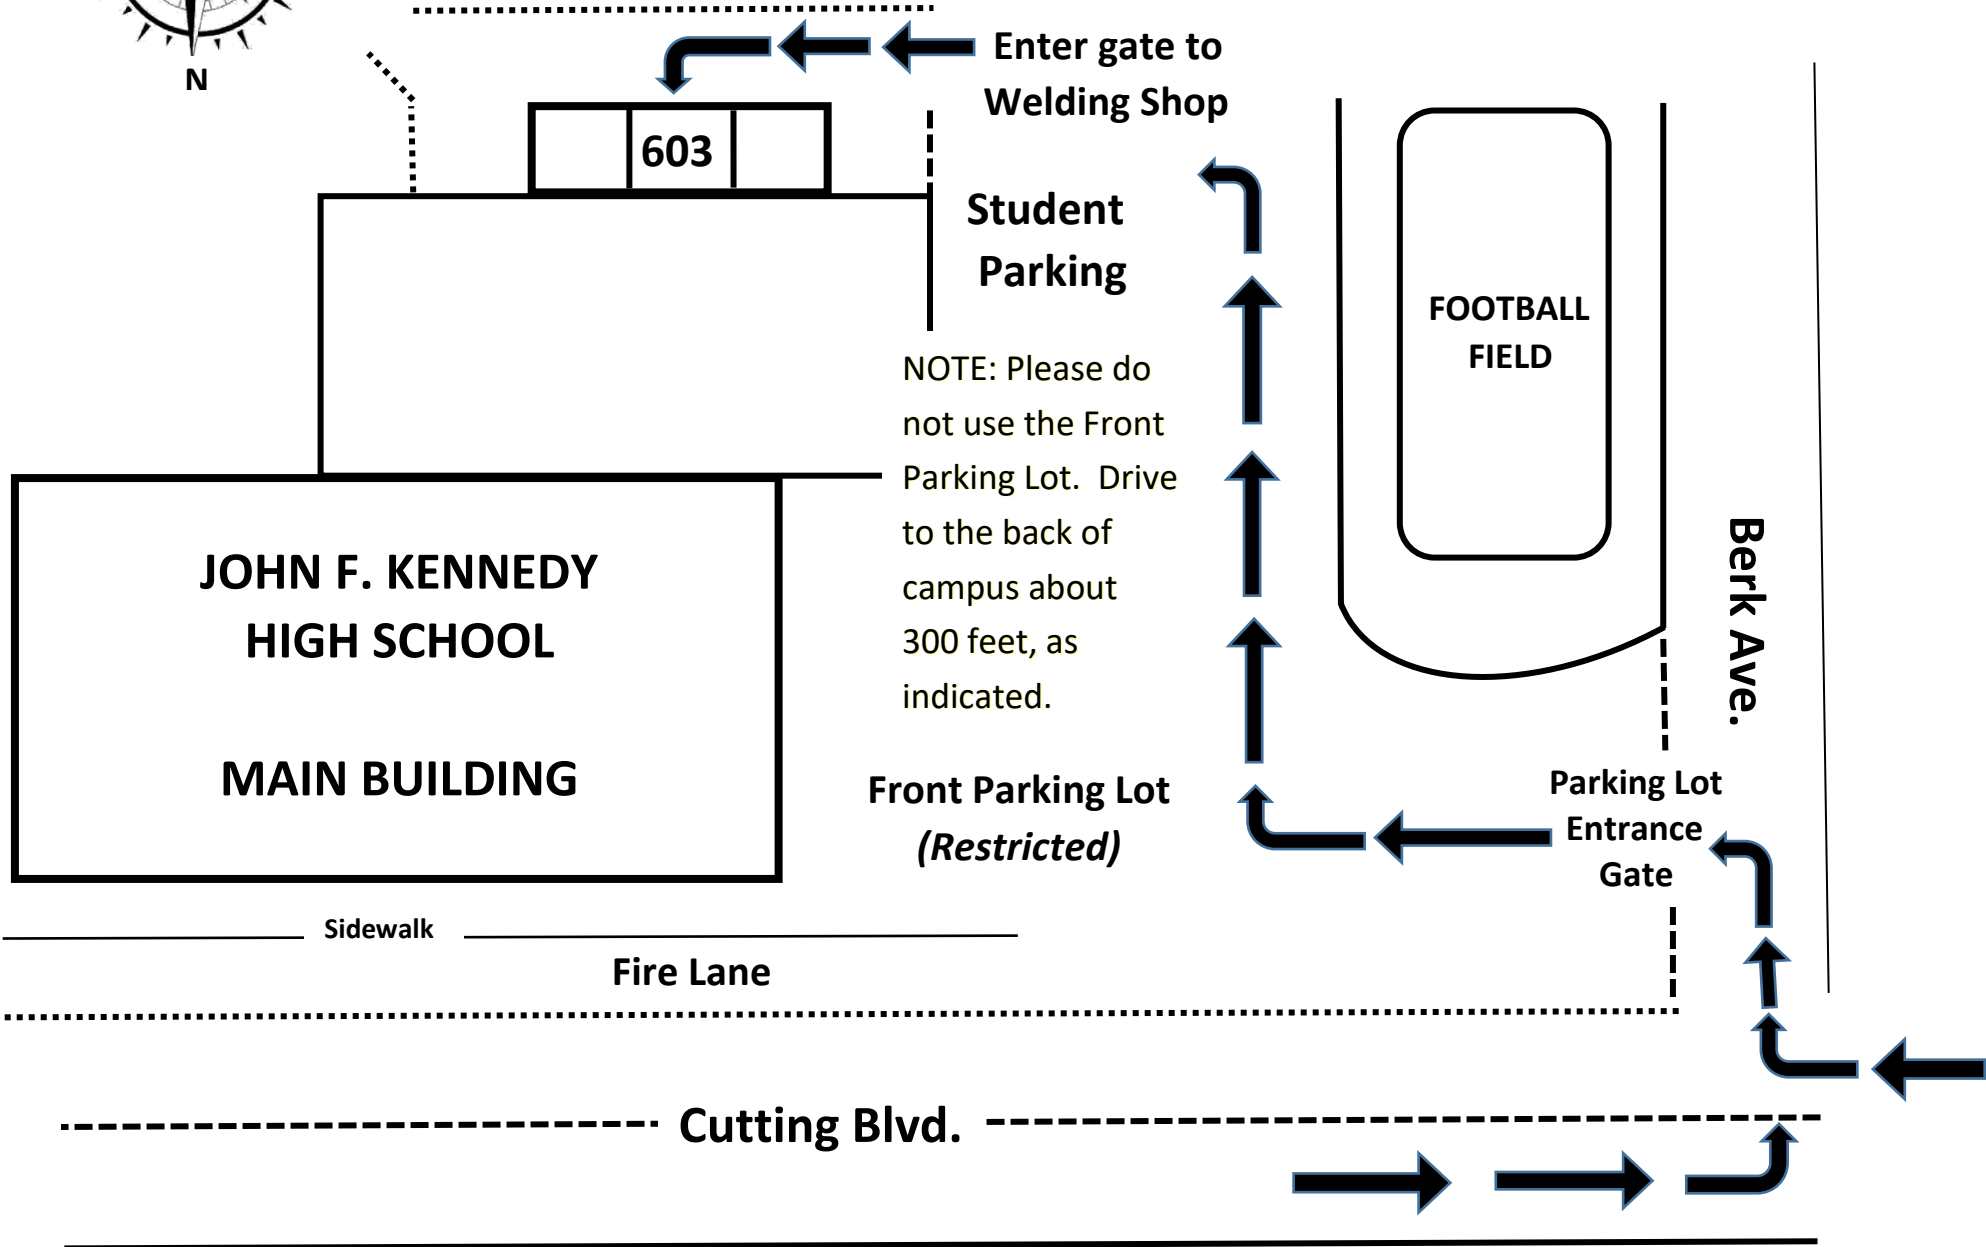 N
Enter gate to
Welding Shop
603
Student
Parking
FOOTBALL
FIELD
NOTE: Please do
not use the Front
Parking Lot.  Drive
to the back of
campus about
300 feet, as
indicated.
Berk Ave.
JOHN F. KENNEDY
HIGH SCHOOL
MAIN BUILDING
Front Parking Lot
(Restricted)
Parking Lot
Entrance
Gate
Sidewalk
Fire Lane
Cutting Blvd.